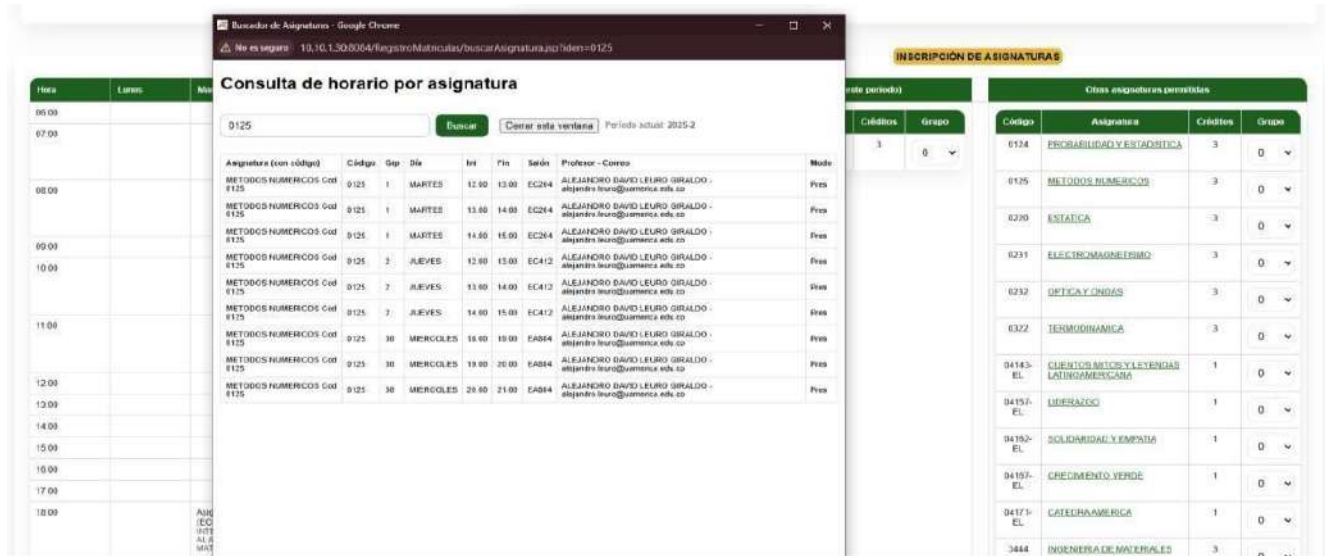 Buscador de Asignaturas - Google Chrome
No es seguro 10.10.1.30:8064/RegistroMatriculas/buscarAsignatura.jsp?iden=0125
Consulta de horario por asignatura
0125
Buscar
Cerrar esta ventana
Periodo actual: 2025-2
Asignatura (con código) Código Grp Día Ini Fin Salón Profesor - Correo Mode
METODOS NUMERICOS Cod 0125 0125 1 MARTES 12:00 13:00 EC204 ALEJANDRO DAVID LEURO GIRALDO - alejandro.leuro@uamerica.edu.co Pres
METODOS NUMERICOS Cod 0125 0125 1 MARTES 13:00 14:00 EC204 ALEJANDRO DAVID LEURO GIRALDO - alejandro.leuro@uamerica.edu.co Pres
METODOS NUMERICOS Cod 0125 0125 1 MARTES 14:00 15:00 EC204 ALEJANDRO DAVID LEURO GIRALDO - alejandro.leuro@uamerica.edu.co Pres
METODOS NUMERICOS Cod 0125 0125 2 JUEVES 12:00 13:00 EC412 ALEJANDRO DAVID LEURO GIRALDO - alejandro.leuro@uamerica.edu.co Pres
METODOS NUMERICOS Cod 0125 0125 2 JUEVES 13:00 14:00 EC412 ALEJANDRO DAVID LEURO GIRALDO - alejandro.leuro@uamerica.edu.co Pres
METODOS NUMERICOS Cod 0125 0125 2 JUEVES 14:00 15:00 EC412 ALEJANDRO DAVID LEURO GIRALDO - alejandro.leuro@uamerica.edu.co Pres
METODOS NUMERICOS Cod 0125 0125 30 MIERCOLES 18:00 19:00 EA804 ALEJANDRO DAVID LEURO GIRALDO - alejandro.leuro@uamerica.edu.co Pres
METODOS NUMERICOS Cod 0125 0125 30 MIERCOLES 19:00 20:00 EA804 ALEJANDRO DAVID LEURO GIRALDO - alejandro.leuro@uamerica.edu.co Pres
METODOS NUMERICOS Cod 0125 0125 30 MIERCOLES 20:00 21:00 EA804 ALEJANDRO DAVID LEURO GIRALDO - alejandro.leuro@uamerica.edu.co Pres
Hora Lunes
06:00
07:00
08:00
09:00
10:00
11:00
12:00
13:00
14:00
15:00
16:00
17:00
18:00
INSCRIPCIÓN DE ASIGNATURAS
periodo)
Créditos Grupo
3 0
Otras asignaturas permitidas
Código Asignatura Créditos Grupo
0124 PROBABILIDAD Y ESTADISTICA 3 0
0125 METODOS NUMERICOS 3 0
0220 ESTATICA 3 0
0231 ELECTROMAGNETISMO 3 0
0232 OPTICA Y ONDAS 3 0
0322 TERMODINAMICA 3 0
04143-EL CUENTOS MITOS Y LEYENDAS LATINOAMERICANA 1 0
04157-EL LIDERAZGO 1 0
04162-EL SOLIDARIDAD Y EMPATIA 1 0
04167-EL CRECIMIENTO VERDE 1 0
04171-EL CATEDRA AMERICA 1 0
3444 INGENIERIA DE MATERIALES 3 0